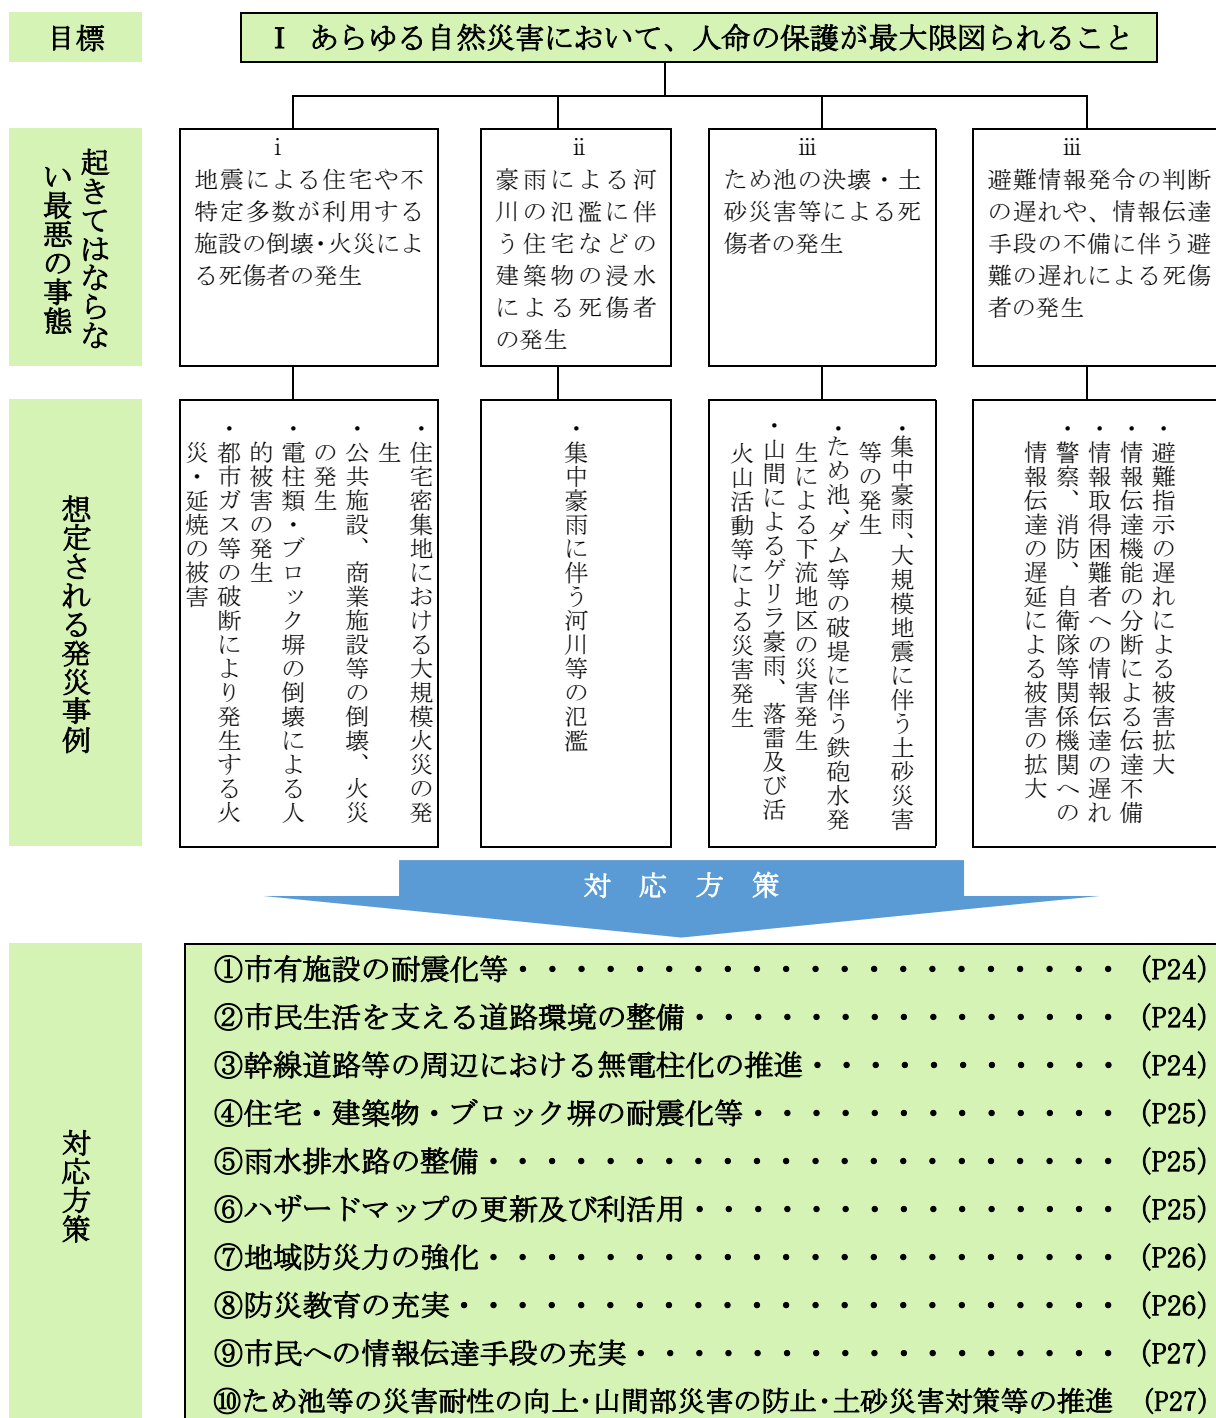 目標
Ⅰ あらゆる自然災害において、人命の保護が最大限図られること
起きてはならな
い最悪の事態
ⅰ
地震による住宅や不
特定多数が利用する
施設の倒壊・火災によ
る死傷者の発生
ⅱ
豪雨による河
川の氾濫に伴
う住宅などの
建築物の浸水
による死傷者
の発生
ⅲ
ため池の決壊・土
砂災害等による死
傷者の発生
ⅲ
避難情報発令の判断
の遅れや、情報伝達
手段の不備に伴う避
難の遅れによる死傷
者の発生
想定される発災事例
・住宅密集地における大規模火災の発
生
・公共施設、商業施設等の倒壊、火災
の発生
・電柱類・ブロック塀の倒壊による人
的被害の発生
・都市ガス等の破断により発生する火
災・延焼の被害
・集中豪雨に伴う河川等の氾濫
・集中豪雨、大規模地震に伴う土砂災害
等の発生
・ため池、ダム等の破堤に伴う鉄砲水発
生による下流地区の災害発生
・山間によるゲリラ豪雨、落雷及び活
火山活動等による災害発生
・避難指示の遅れによる被害拡大
・情報伝達機能の分断による伝達不備
・情報取得困難者への情報伝達の遅れ
・警察、消防、自衛隊等関係機関への
情報伝達の遅延による被害の拡大
対応方策
対応方策
①市有施設の耐震化等・・・・・・・・・・・・・・・・・・・・・ (P24)
②市民生活を支える道路環境の整備・・・・・・・・・・・・・・・ (P24)
③幹線道路等の周辺における無電柱化の推進・・・・・・・・・・・ (P24)
④住宅・建築物・ブロック塀の耐震化等・・・・・・・・・・・・・ (P25)
⑤雨水排水路の整備・・・・・・・・・・・・・・・・・・・・・・ (P25)
⑥ハザードマップの更新及び利活用・・・・・・・・・・・・・・・ (P25)
⑦地域防災力の強化・・・・・・・・・・・・・・・・・・・・・・ (P26)
⑧防災教育の充実・・・・・・・・・・・・・・・・・・・・・・・ (P26)
⑨市民への情報伝達手段の充実・・・・・・・・・・・・・・・・・ (P27)
⑩ため池等の災害耐性の向上・山間部災害の防止・土砂災害対策等の推進 (P27)